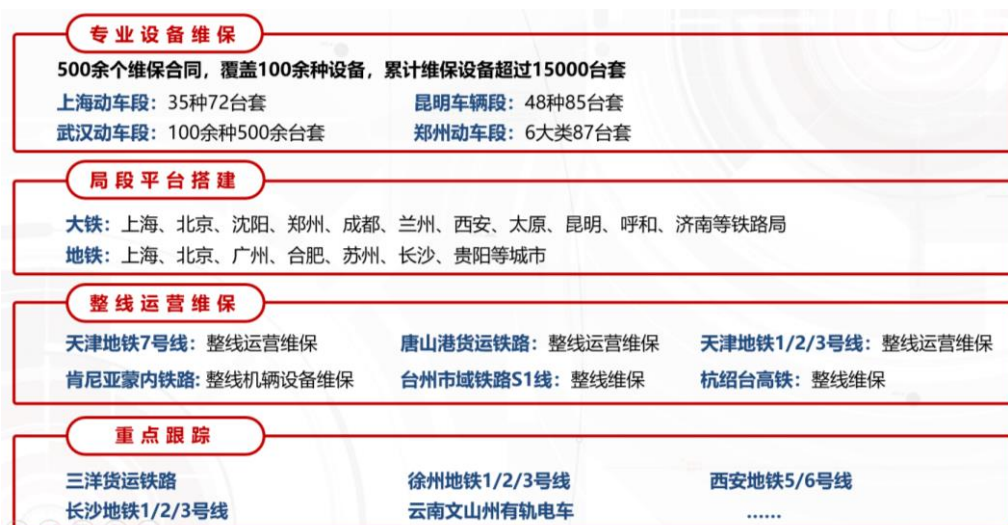 专业设备维保
500余个维保合同，覆盖100余种设备，累计维保设备超过15000台套
上海动车段：35种72台套 昆明车辆段：48种85台套
武汉动车段：100余种500余台套 郑州动车段：6大类87台套
局段平台搭建
大铁：上海、北京、沈阳、郑州、成都、兰州、西安、太原、昆明、呼和、济南等铁路局
地铁：上海、北京、广州、合肥、苏州、长沙、贵阳等城市
整线运营维保
天津地铁7号线：整线运营维保 唐山港货运铁路：整线运营维保 天津地铁1/2/3号线：整线运营维保
肯尼亚蒙内铁路：整线机辆设备维保 台州市域铁路S1线：整线维保 杭绍台高铁：整线维保
重点跟踪
三洋货运铁路 徐州地铁1/2/3号线 西安地铁5/6号线
长沙地铁1/2/3号线 云南文山州有轨电车 ……